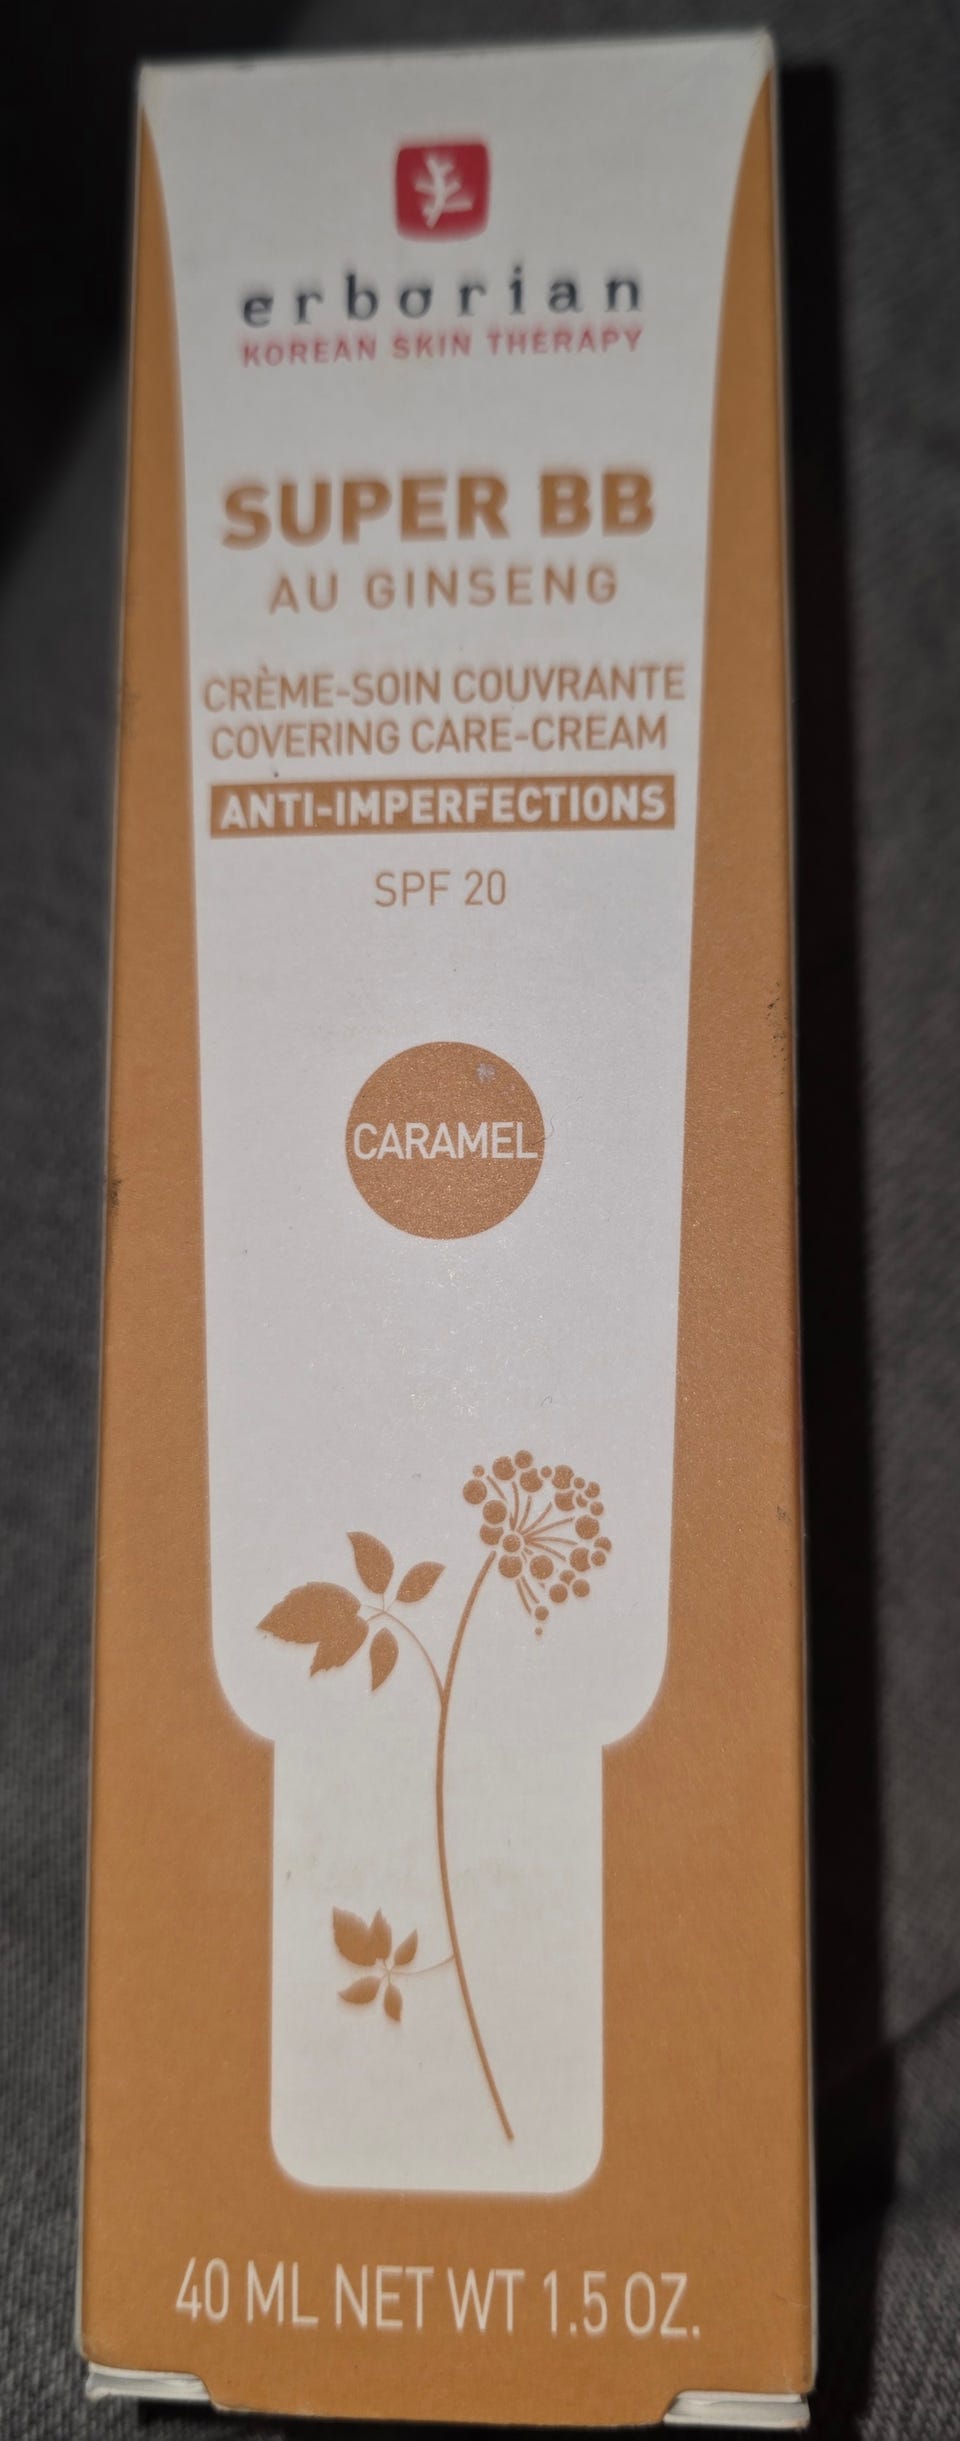 erborian
KOREAN SKIN THERAPY
SUPER BB
AU GINSENG
CRÈME-SOIN COUVRANTE
COVERING CARE-CREAM
ANTI-IMPERFECTIONS
SPF 20
CARAMEL
40 ML NET WT 1.5 OZ.